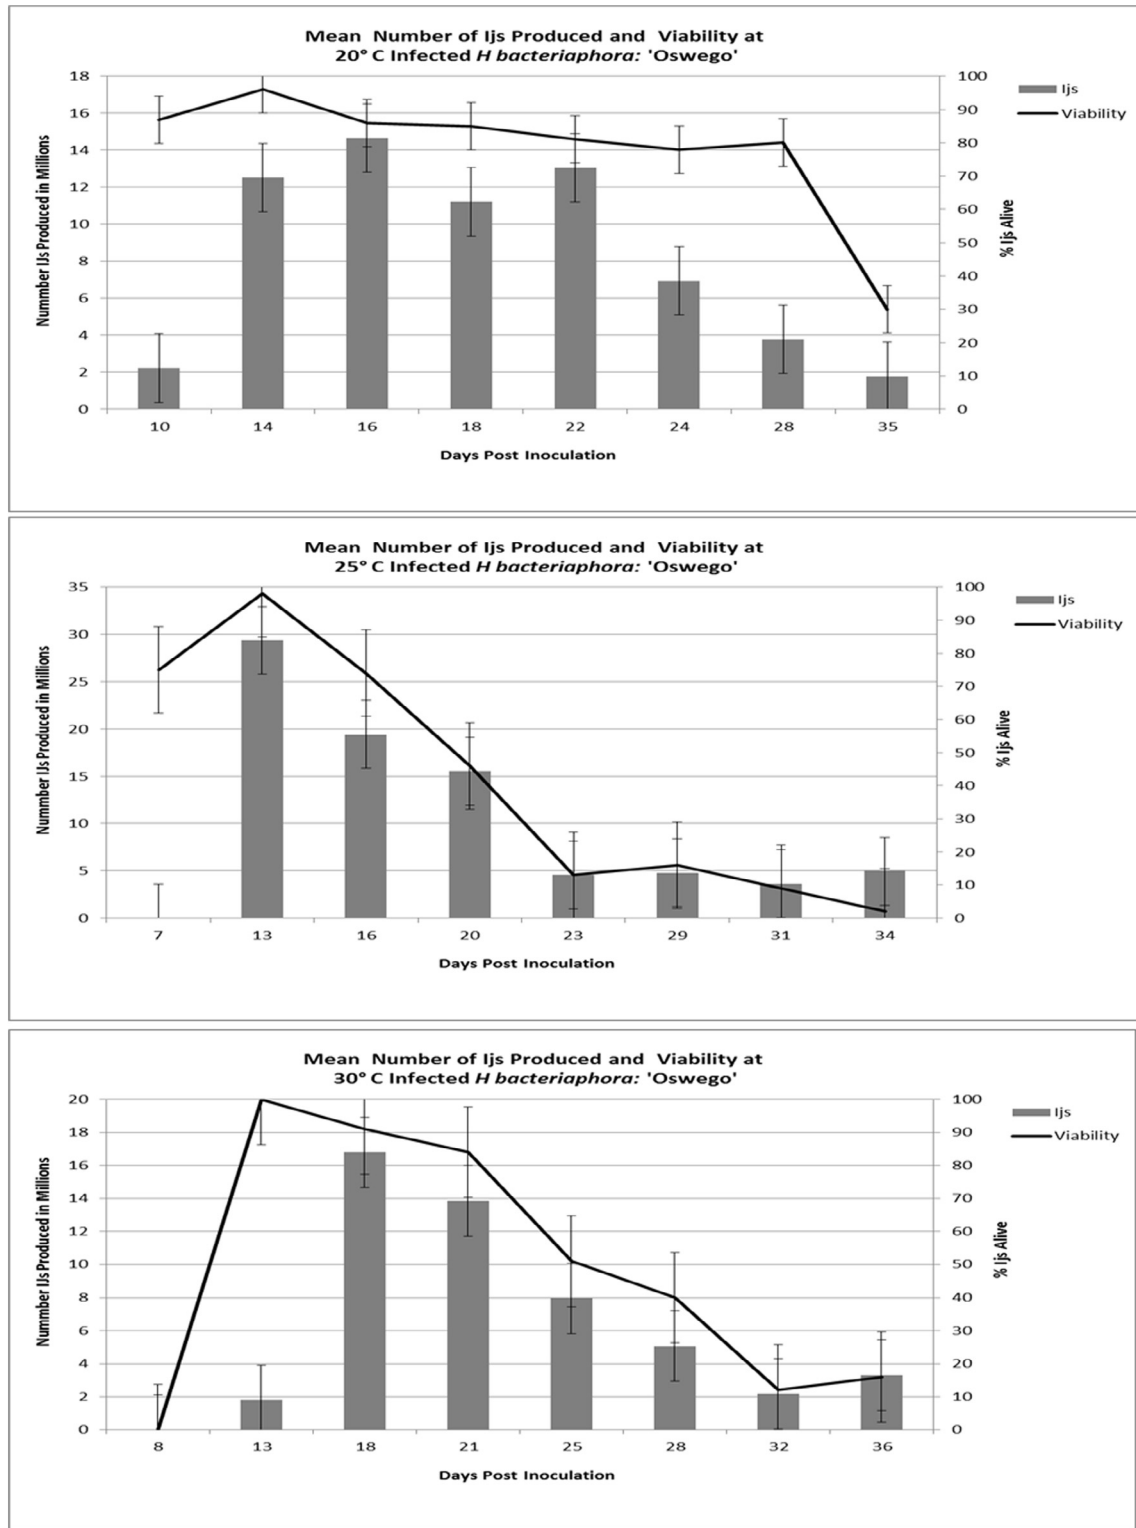 Mean Number of Ijs Produced and Viability at
20° C Infected H bacteriaphora: 'Oswego'
18
16
14
12
10
8
6
4
2
0
Nummber IJs Produced in Millions
100
90
80
70
60
50
40
30
20
10
0
% Ijs Alive
Ijs
Viability
10 14 16 18 22 24 28 35
Days Post Inoculation
Mean Number of Ijs Produced and Viability at
25° C Infected H bacteriaphora: 'Oswego'
35
30
25
20
15
10
5
0
Nummber IJs Produced in Millions
100
90
80
70
60
50
40
30
20
10
0
% Ijs Alive
Ijs
Viability
7 13 16 20 23 29 31 34
Days Post Inoculation
Mean Number of Ijs Produced and Viability at
30° C Infected H bacteriaphora: 'Oswego'
20
18
16
14
12
10
8
6
4
2
0
Nummber IJs Produced in Millions
100
90
80
70
60
50
40
30
20
10
0
% Ijs Alive
Ijs
Viability
8 13 18 21 25 28 32 36
Days Post Inoculation